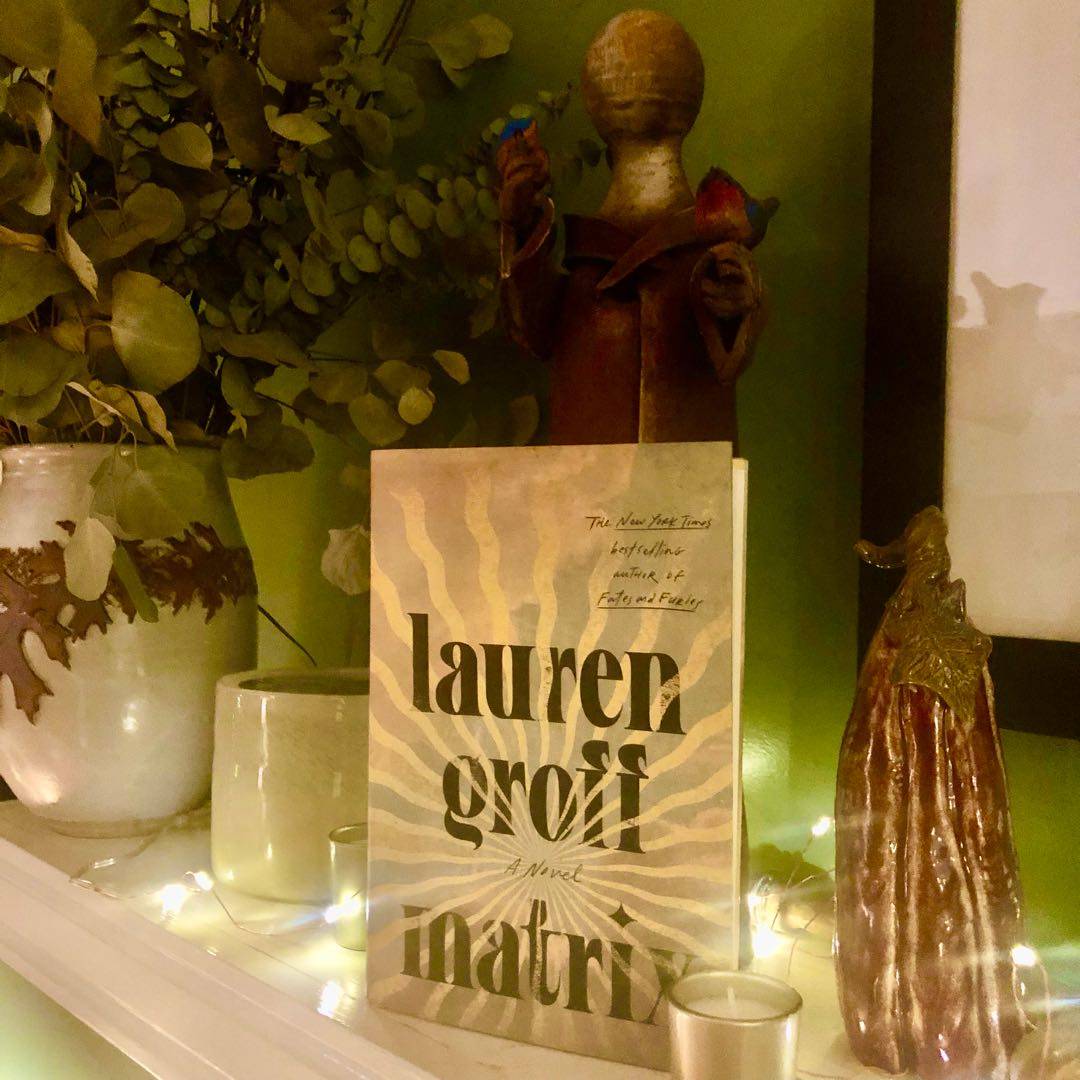 THE New York Times
bestselling
author of
Fates and Furies
lauren
groff
A Novel
matrix